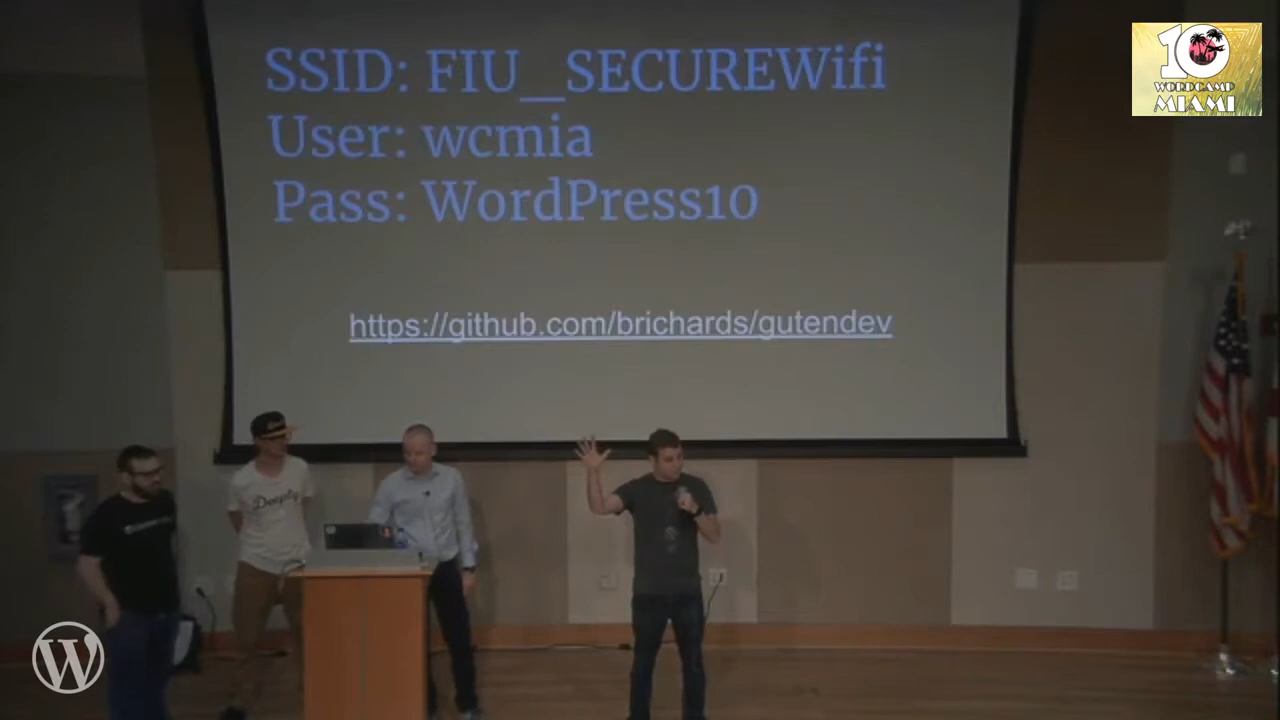 SSID: FIU_SECUREWifi
User: wcmia
Pass: WordPress10
https://github.com/brichards/gutendev
10
WORDCAMP
MIAMI
Deeply
W